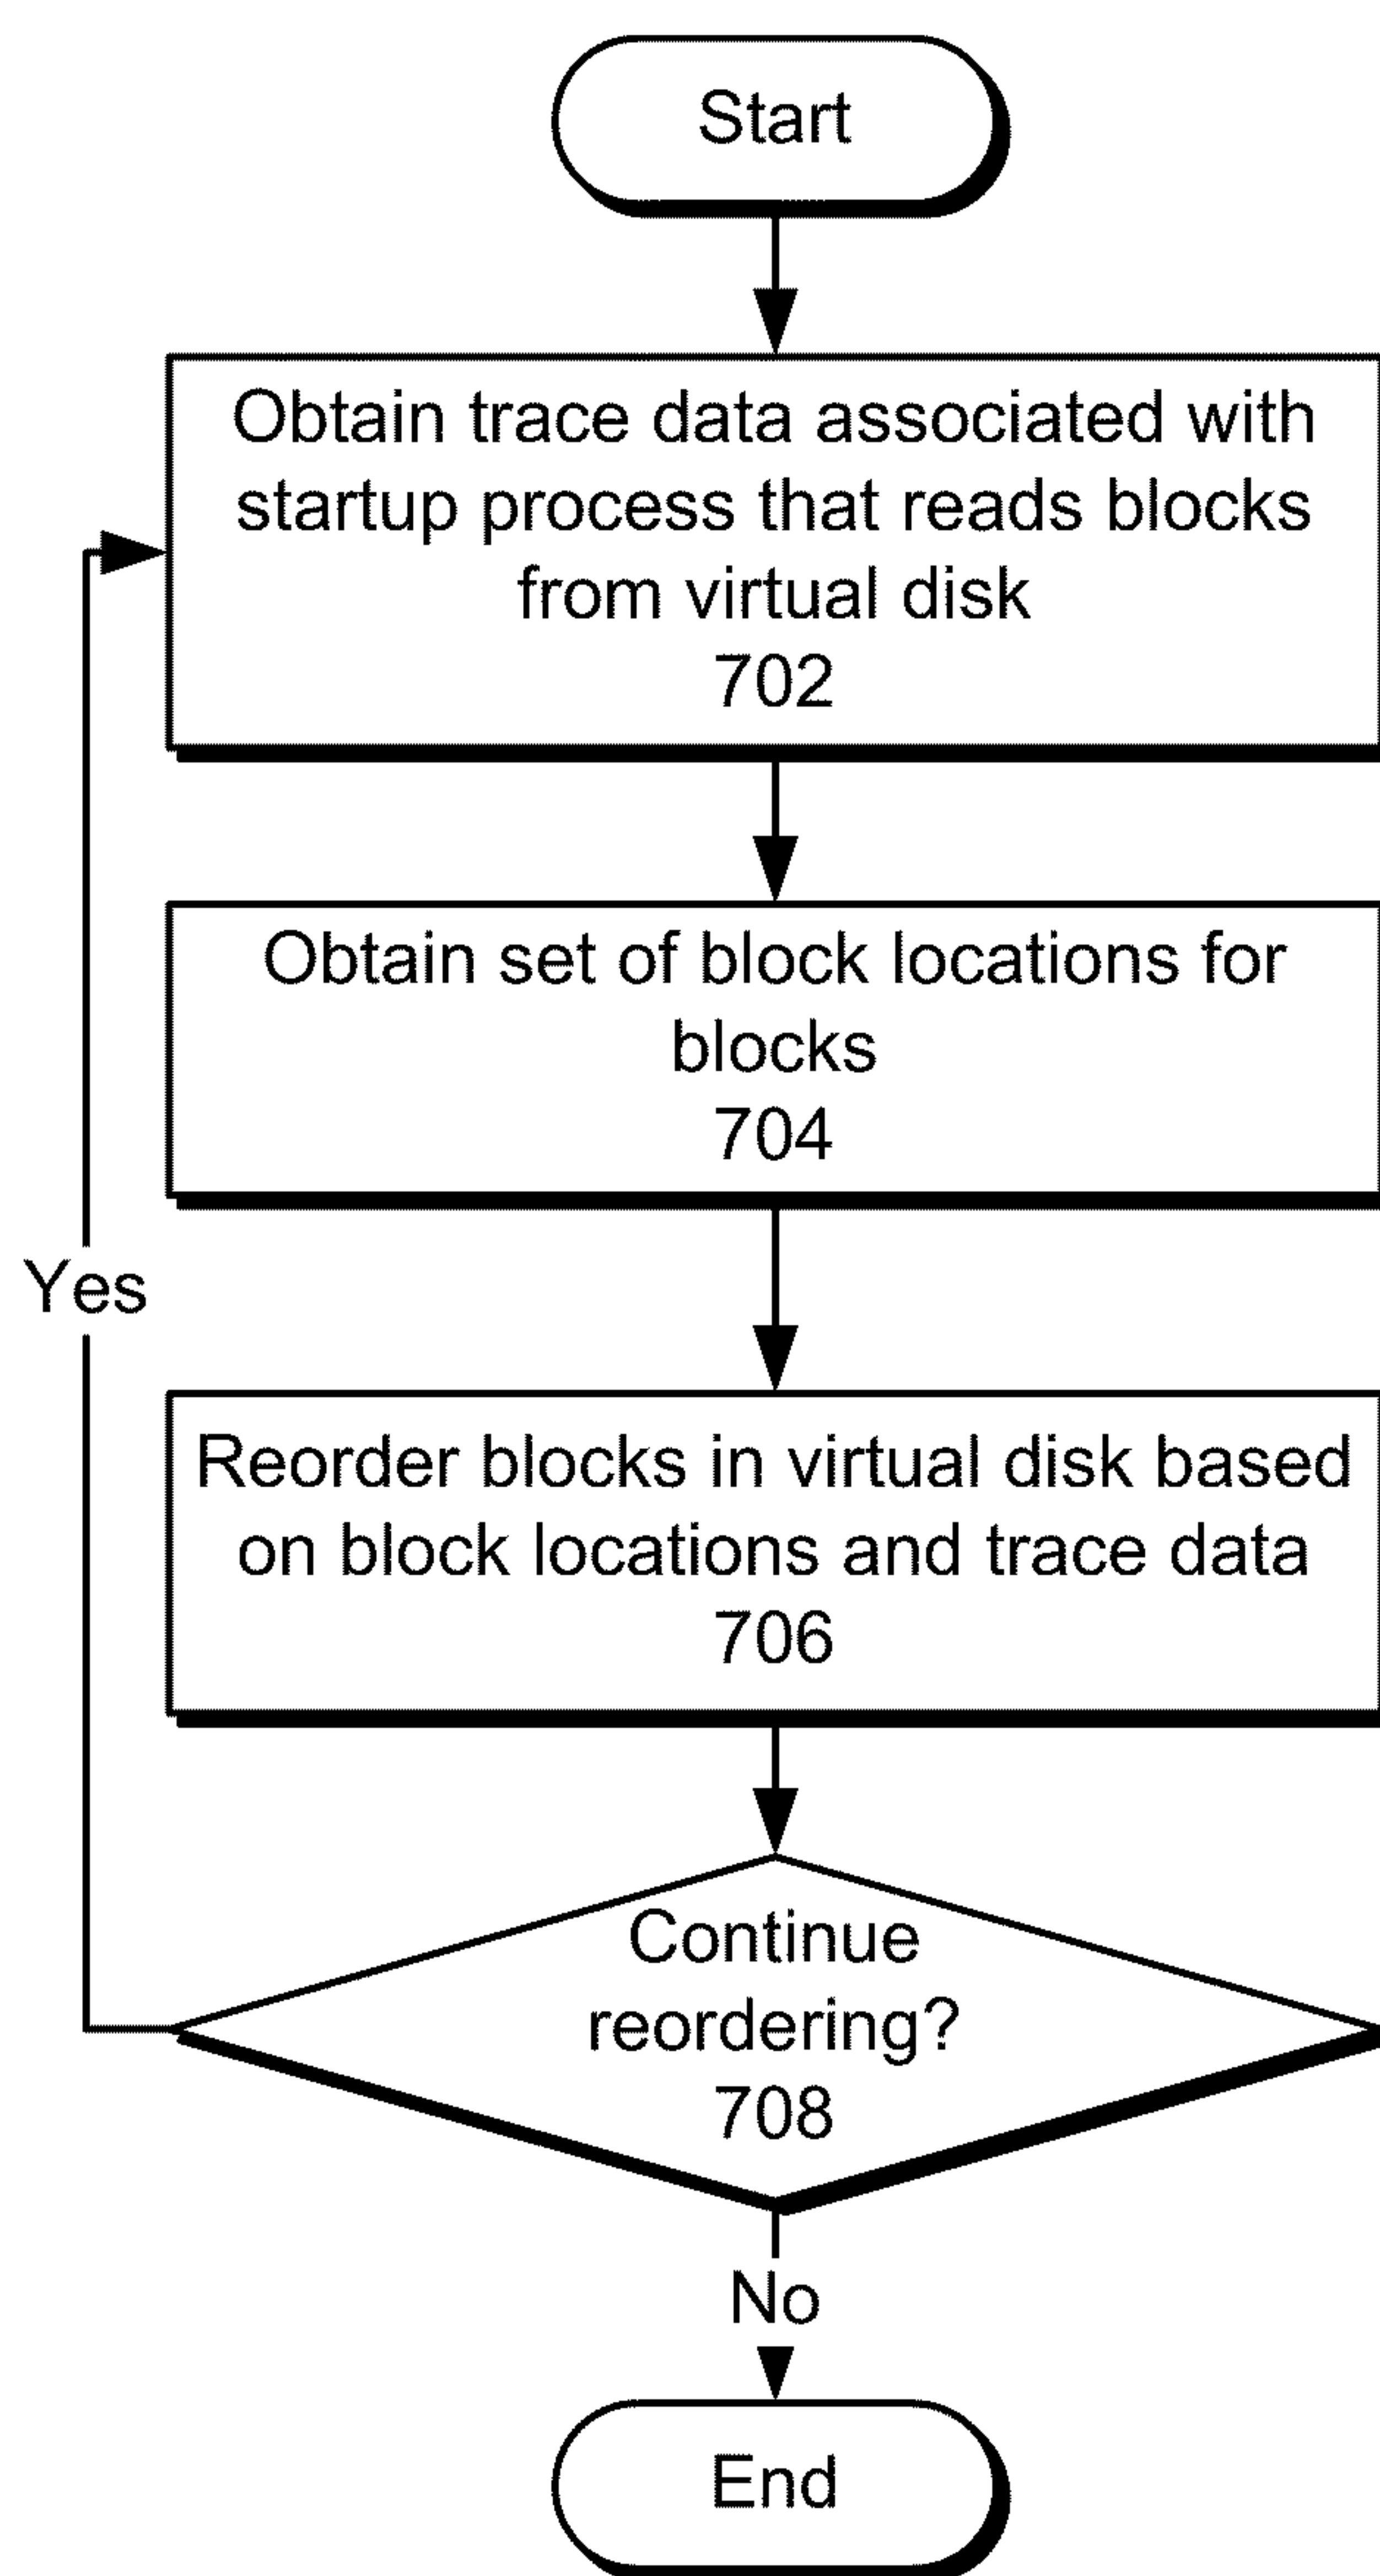 Start
Obtain trace data associated with
startup process that reads blocks
from virtual disk
702
Obtain set of block locations for
blocks
704
Yes
Reorder blocks in virtual disk based
on block locations and trace data
706
Continue
reordering?
708
No
End